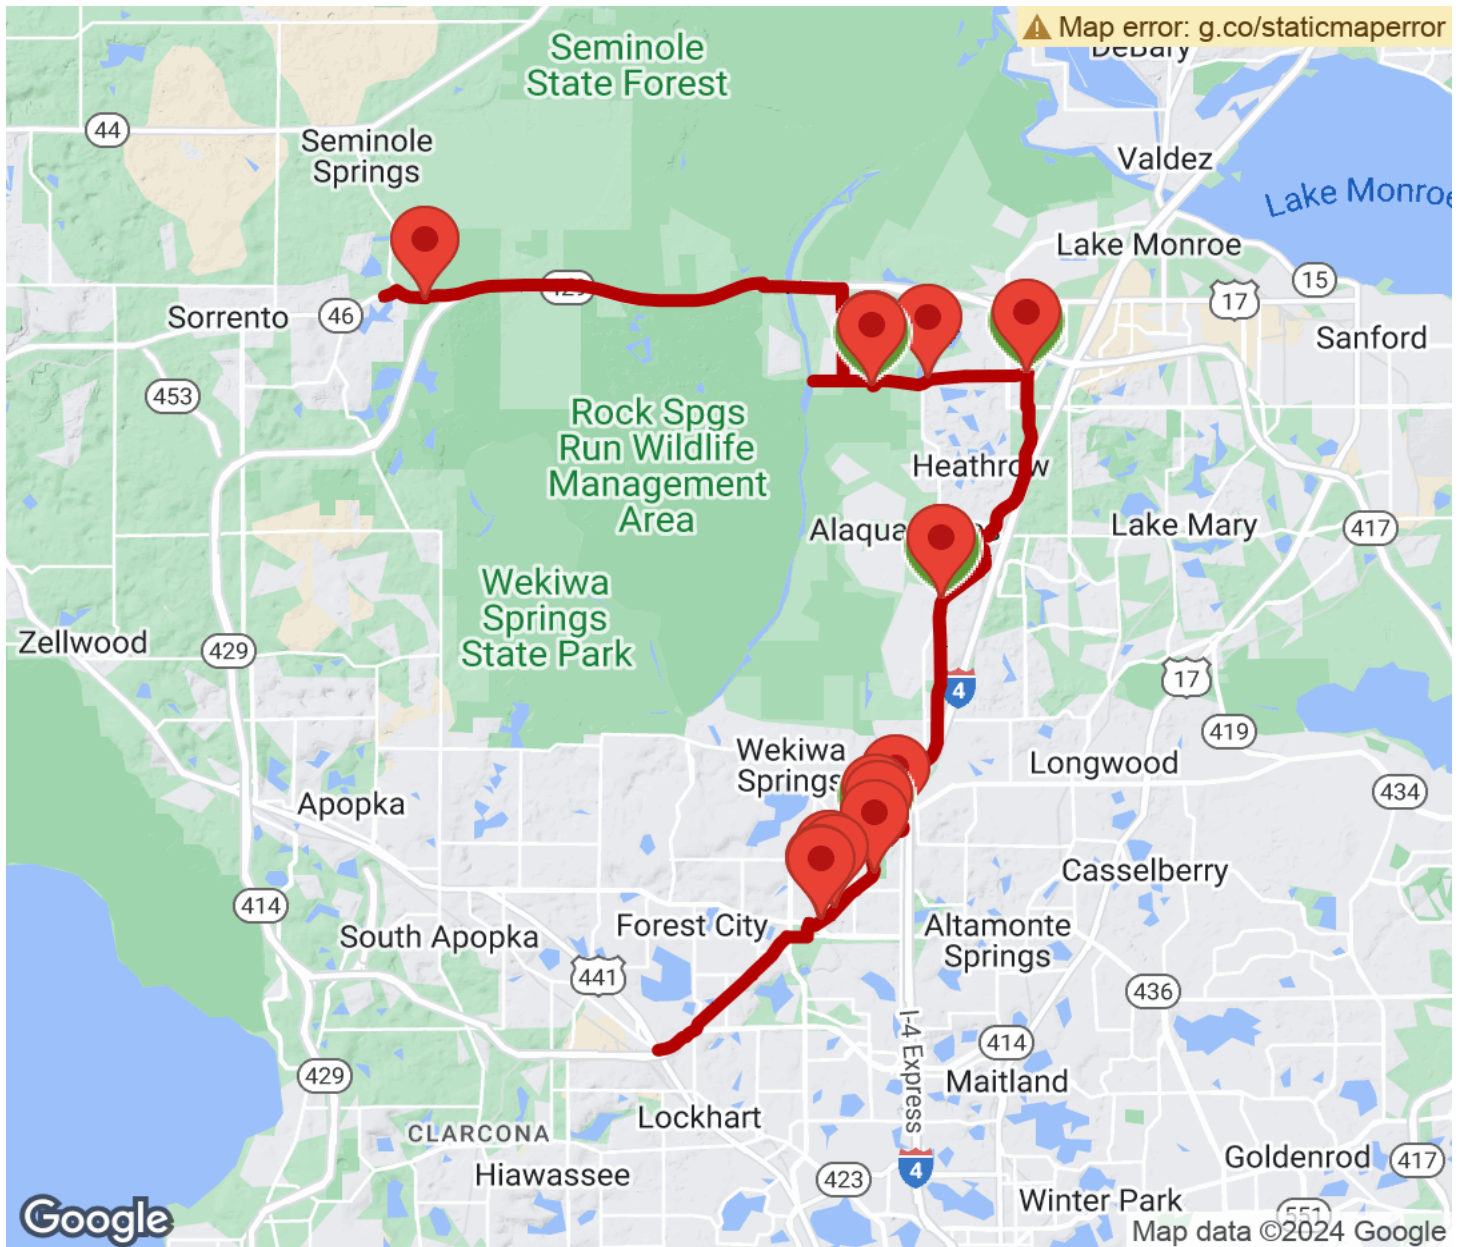 Map error: g.co/staticmaperror
DeBary
Seminole
State Forest
44
Seminole
Springs
Valdez
Lake Monroe
Lake Monroe
15
17
429
46
Sorrento
Sanford
453
Rock Spgs
Run Wildlife
Management
Area
Heathrow
Alaqua
Lake Mary
417
Wekiwa
Springs
State Park
Zellwood
429
4
17
419
Wekiwa
Springs
Longwood
434
Apopka
Casselberry
414
South Apopka
Forest City
Altamonte
Springs
441
436
I-4 Express
414
429
Maitland
Lockhart
CLARCONA
Hiawassee
4
423
Goldenrod
417
Winter Park
551
Google
Map data ©2024 Google